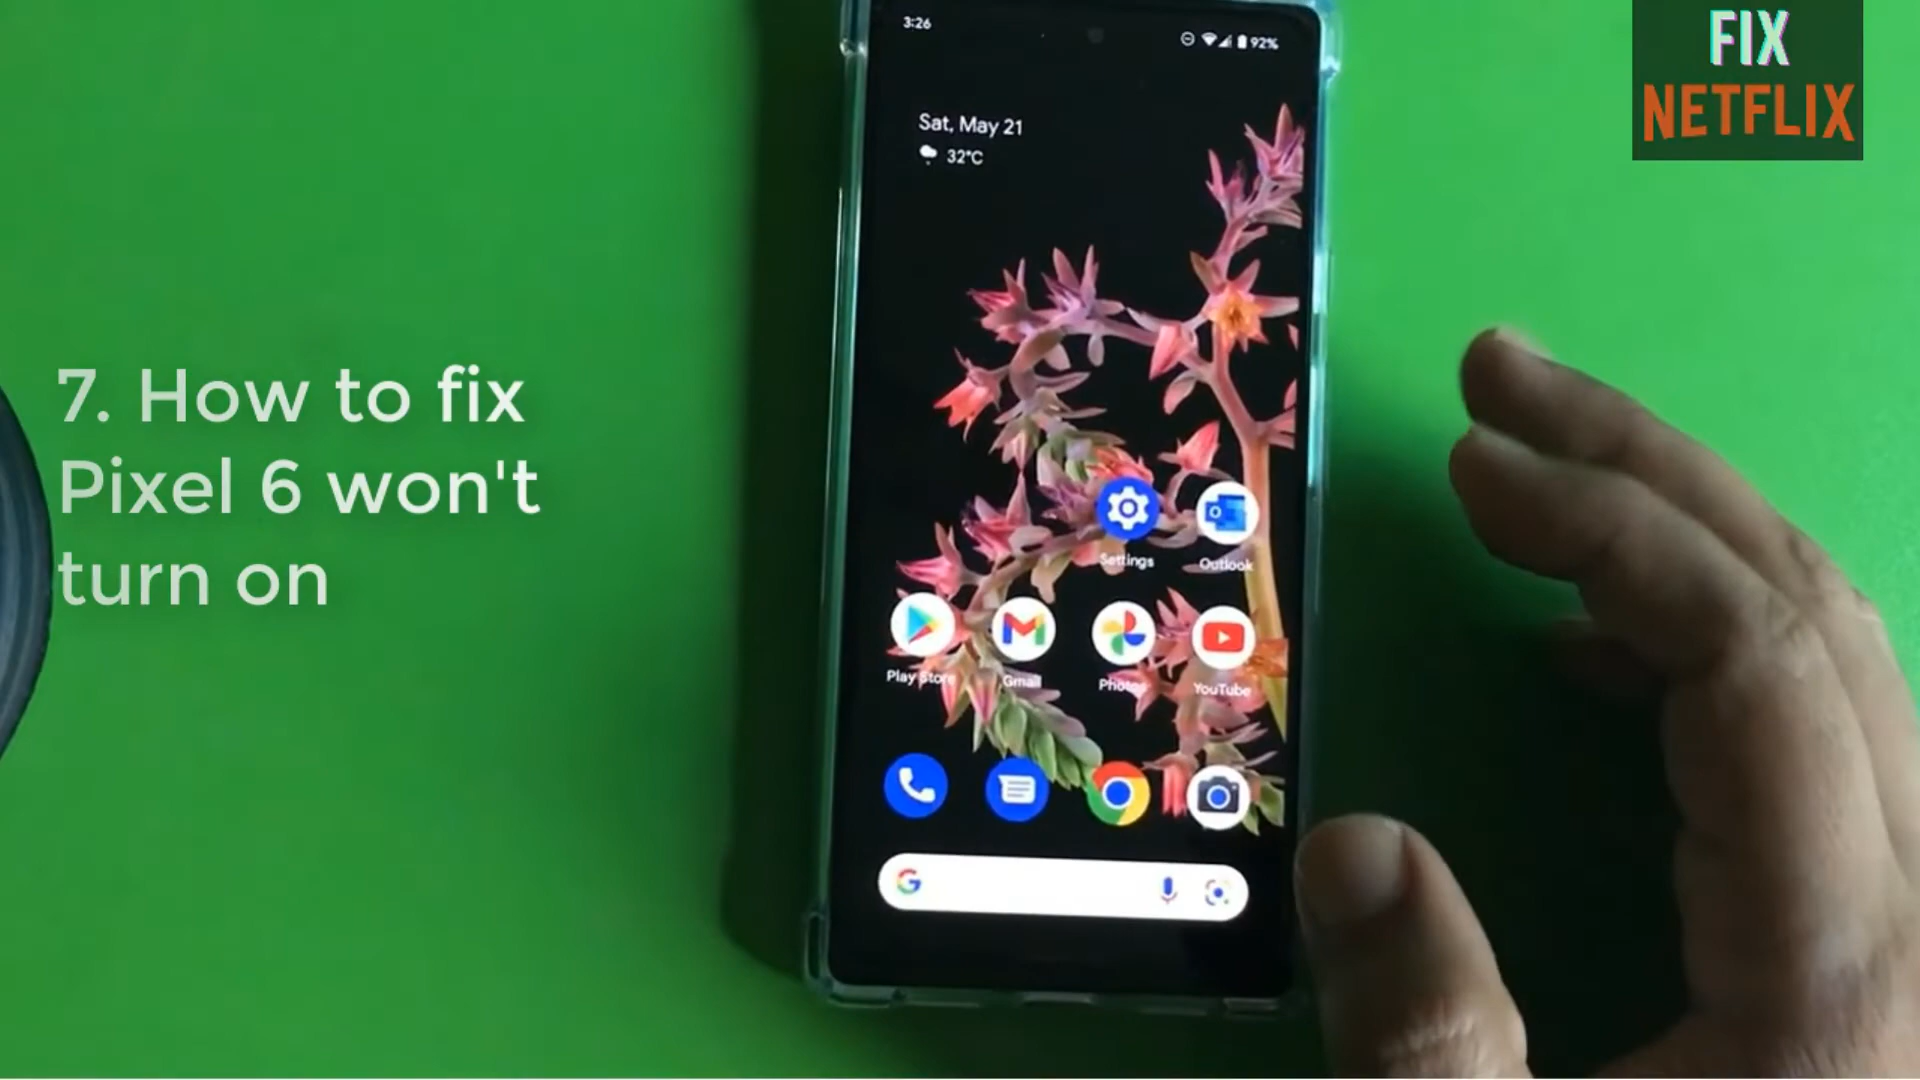 3:26
92%
FIX
NETFLIX
Sat, May 21
32°C
7. How to fix
Pixel 6 won't
turn on
Settings
Outlook
Play Store
Gmail
Photos
YouTube